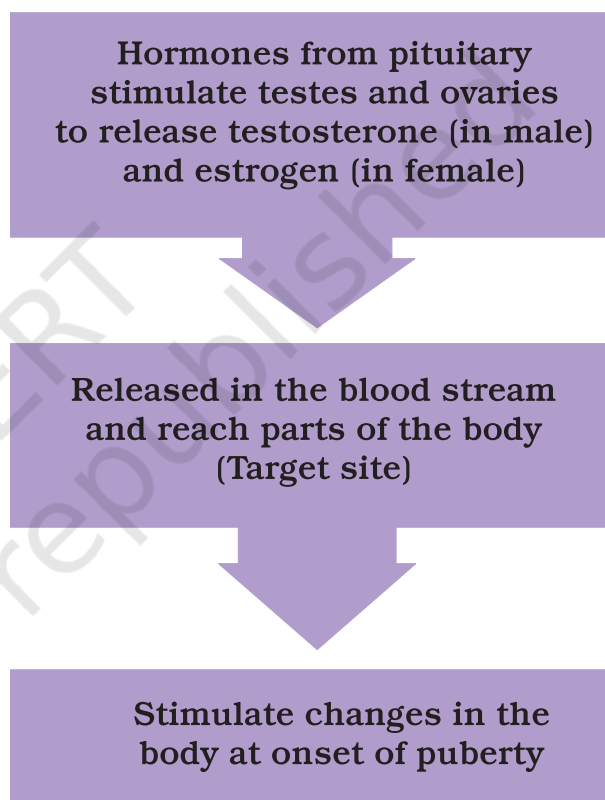 Hormones from pituitary
stimulate testes and ovaries
to release testosterone (in male)
and estrogen (in female)
Released in the blood stream
and reach parts of the body
(Target site)
Stimulate changes in the
body at onset of puberty
republished